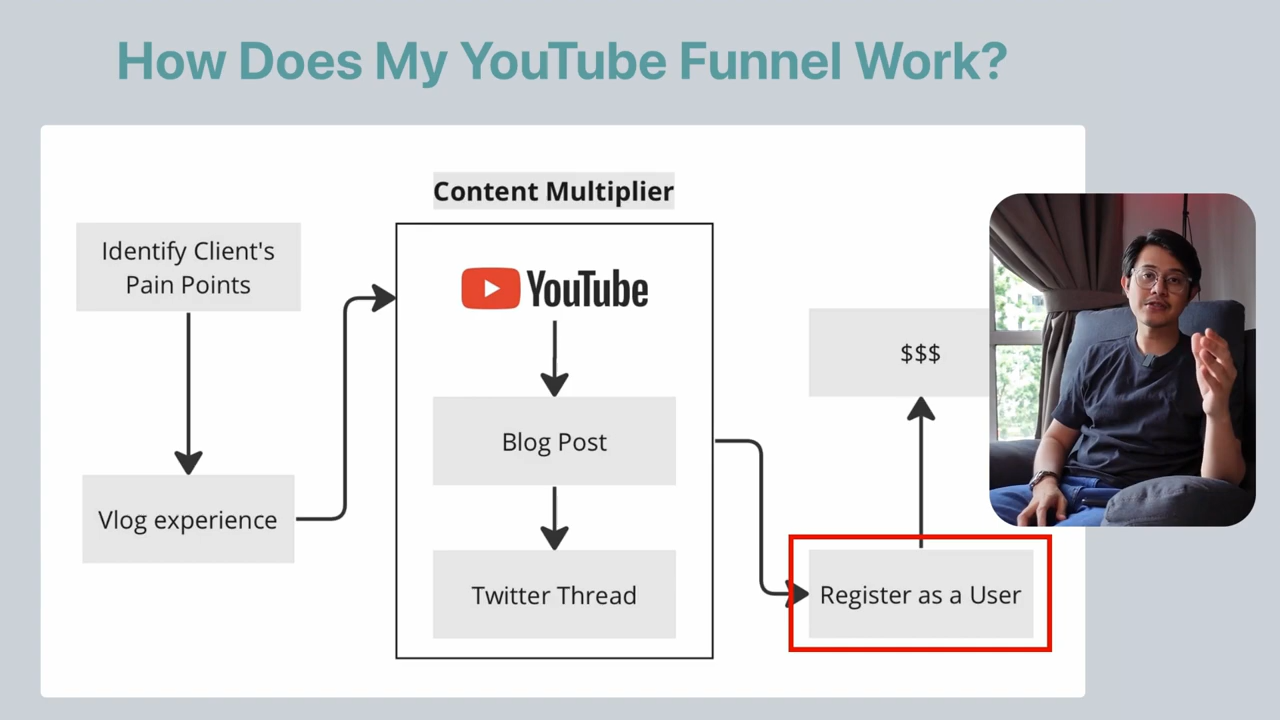 How Does My YouTube Funnel Work?
Content Multiplier
Identify Client's
Pain Points
Vlog experience
YouTube
Blog Post
Twitter Thread
$$$
Register as a User